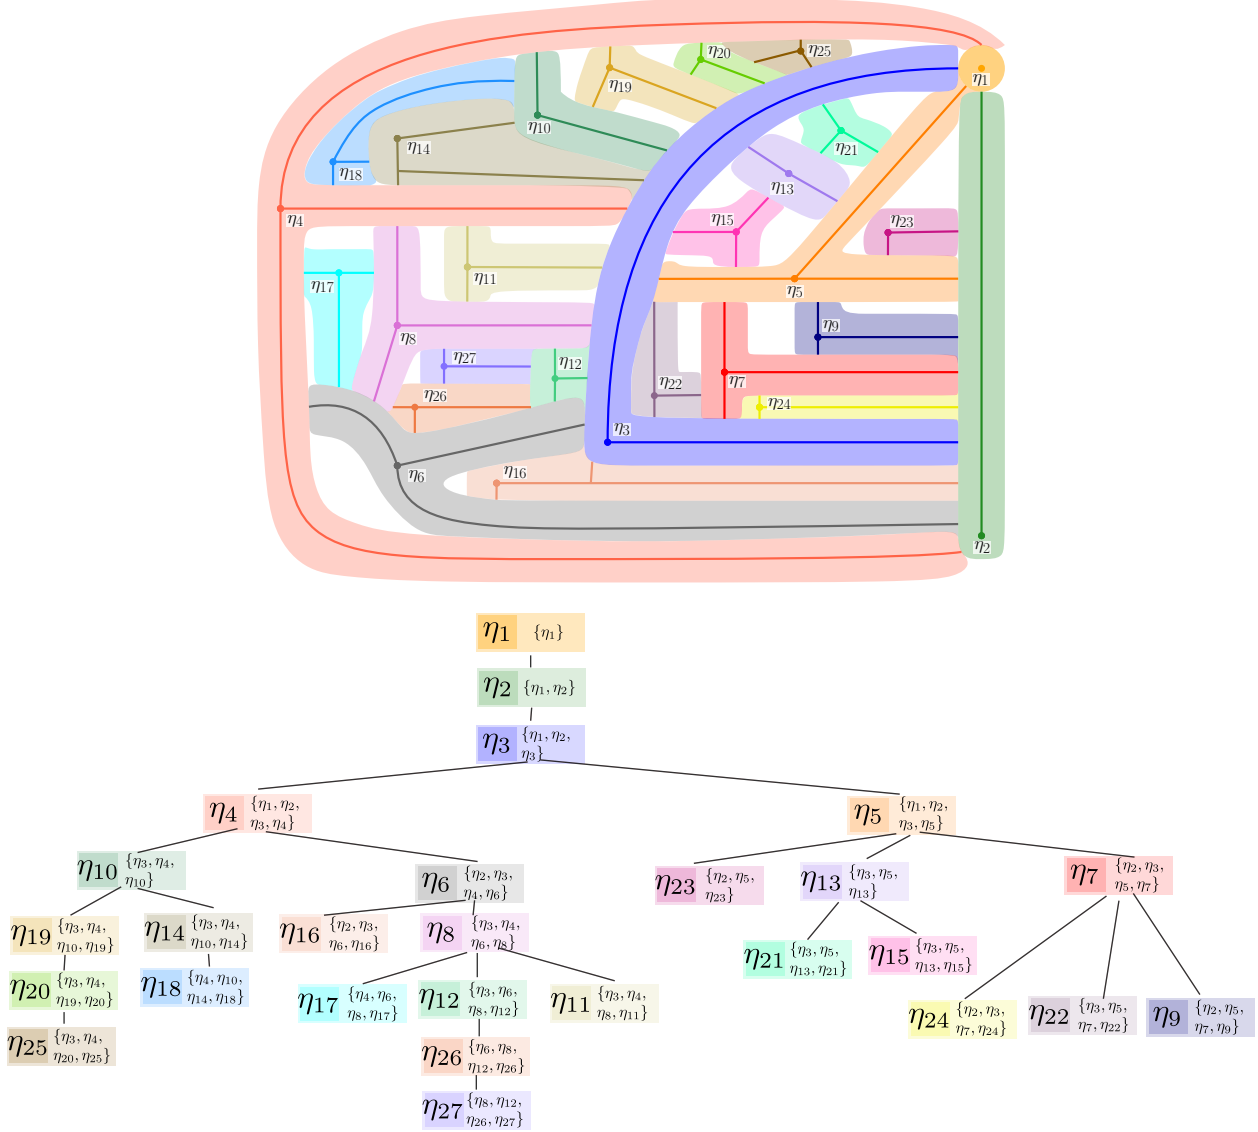 η20
η25
η19
η1
η10
η14
η21
η18
η13
η4
η15
η23
η17
η11
η5
η8
η9
η27
η12
η22
η7
η26
η24
η3
η6
η16
η2
η1 {η1}
η2 {η1, η2}
η3 {η1, η2,
η3}
η4 {η1, η2,
η3, η4}
η5 {η1, η2,
η3, η5}
η10 {η3, η4,
η10}
η6 {η2, η3,
η4, η6}
η23 {η2, η5,
η23}
η13 {η3, η5,
η13}
η7 {η2, η3,
η5, η7}
η19 {η3, η4,
η10, η19}
η14 {η3, η4,
η10, η14}
η16 {η2, η3,
η6, η16}
η8 {η3, η4,
η6, η8}
η21 {η3, η5,
η13, η21}
η15 {η3, η5,
η13, η15}
η20 {η3, η4,
η19, η20}
η18 {η4, η10,
η14, η18}
η17 {η4, η6,
η8, η17}
η12 {η3, η6,
η8, η12}
η11 {η3, η4,
η8, η11}
η24 {η2, η3,
η7, η24}
η22 {η3, η5,
η7, η22}
η9 {η2, η5,
η7, η9}
η25 {η3, η4,
η20, η25}
η26 {η6, η8,
η12, η26}
η27 {η8, η12,
η26, η27}